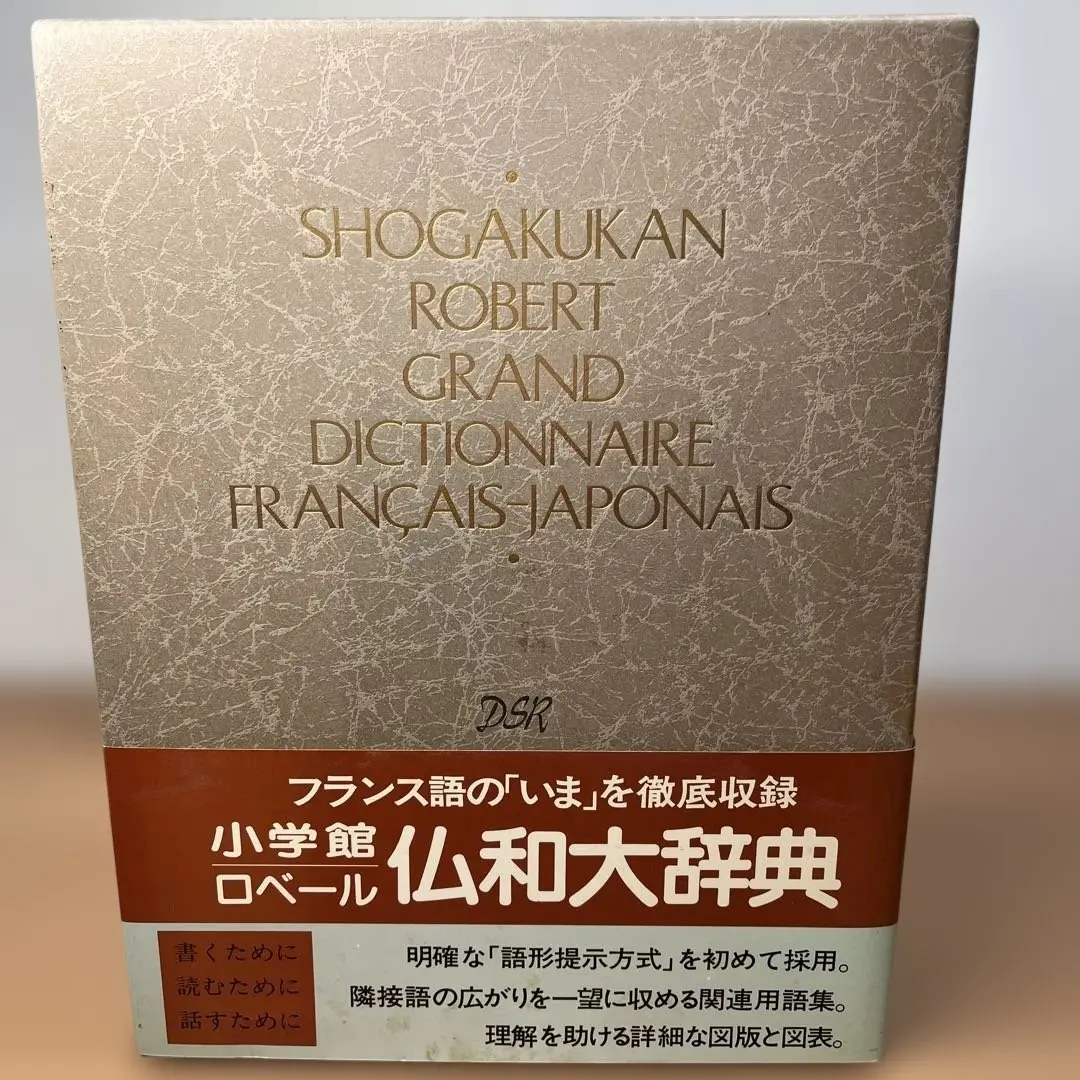 SHOGAKUKAN
ROBERT
GRAND
DICTIONNAIRE
FRANÇAIS-JAPONAIS
DSR
フランス語の「いま」を徹底収録
小学館
ロベール
仏和大辞典
書くために
読むために
話すために
明確な「語形提示方式」を初めて採用。
隣接語の広がりを一望に収める関連用語集。
理解を助ける詳細な図版と図表。